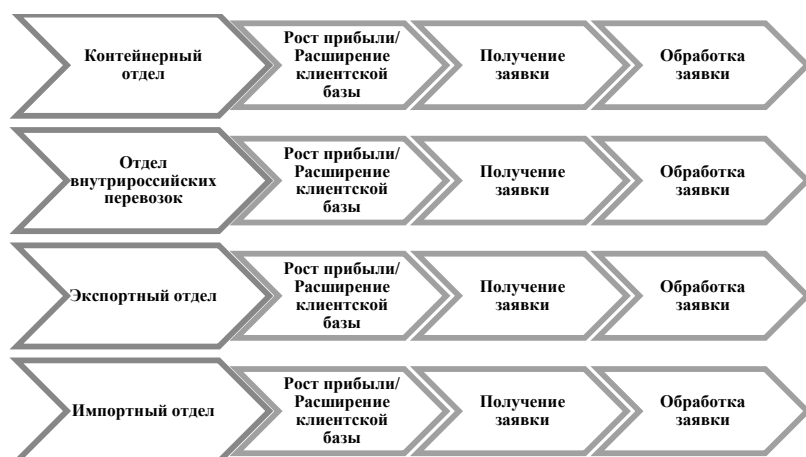 Контейнерный
отдел
Рост прибыли/
Расширение
клиентской
базы
Получение
заявки
Обработка
заявки
Отдел
внутрироссийских
перевозок
Рост прибыли/
Расширение
клиентской
базы
Получение
заявки
Обработка
заявки
Экспортный отдел
Рост прибыли/
Расширение
клиентской
базы
Получение
заявки
Обработка
заявки
Импортный отдел
Рост прибыли/
Расширение
клиентской
базы
Получение
заявки
Обработка
заявки